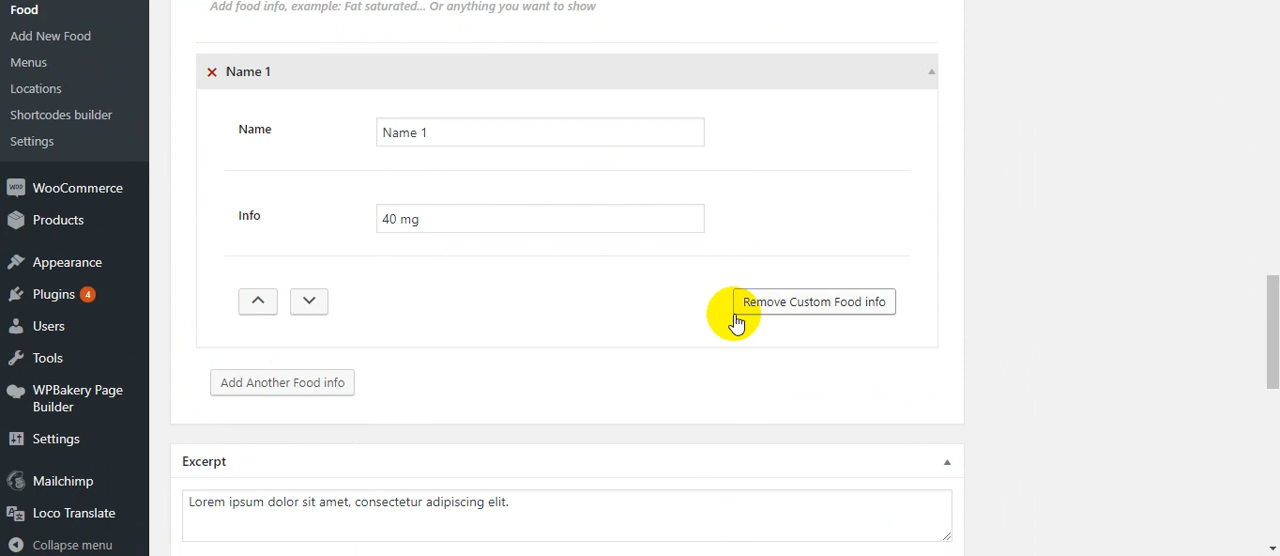 Food
Add New Food
Menus
Locations
Shortcodes builder
Settings
WooCommerce
Products
Appearance
Plugins 4
Users
Tools
WPBakery Page
Builder
Settings
Mailchimp
Loco Translate
Collapse menu
Add food info, example: Fat saturated... Or anything you want to show
Name 1
Name
Name 1
Info
40 mg
Remove Custom Food info
Add Another Food info
Excerpt
Lorem ipsum dolor sit amet, consectetur adipiscing elit.